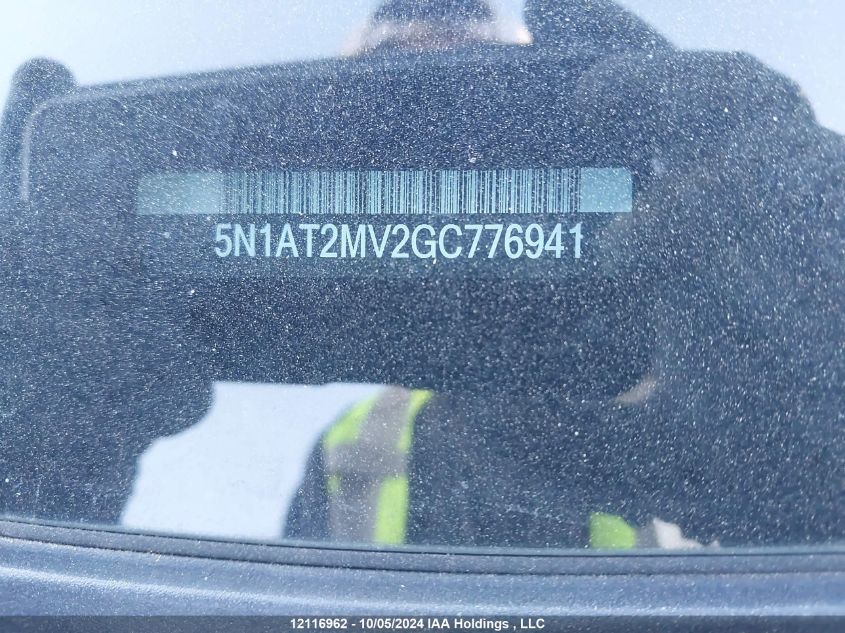 5N1AT2MV2GC776941
12116962 - 10/05/2024 IAA Holdings , LLC